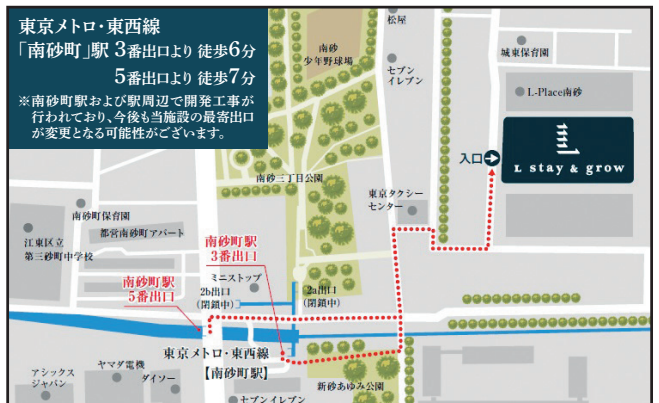 東京メトロ・東西線
「南砂町」駅 3番出口より 徒歩6分
5番出口より 徒歩7分
※南砂町駅および駅周辺で開発工事が
行われており、今後も当施設の最寄出口
が変更となる可能性がございます。
南砂
少年野球場
松屋
セブン
イレブン
城東保育園
L-Place南砂
入口
L stay & grow
南砂三丁目公園
東京タクシー
センター
南砂町保育園
都営南砂町アパート
江東区立
第三砂町中学校
南砂町駅
3番出口
南砂町駅
5番出口
ミニストップ
2b出口
(閉鎖中)
2a出口
(閉鎖中)
東京メトロ・東西線
【南砂町駅】
アシックス
ジャパン
ヤマダ電機
ダイソー
セブンイレブン
新砂あゆみ公園